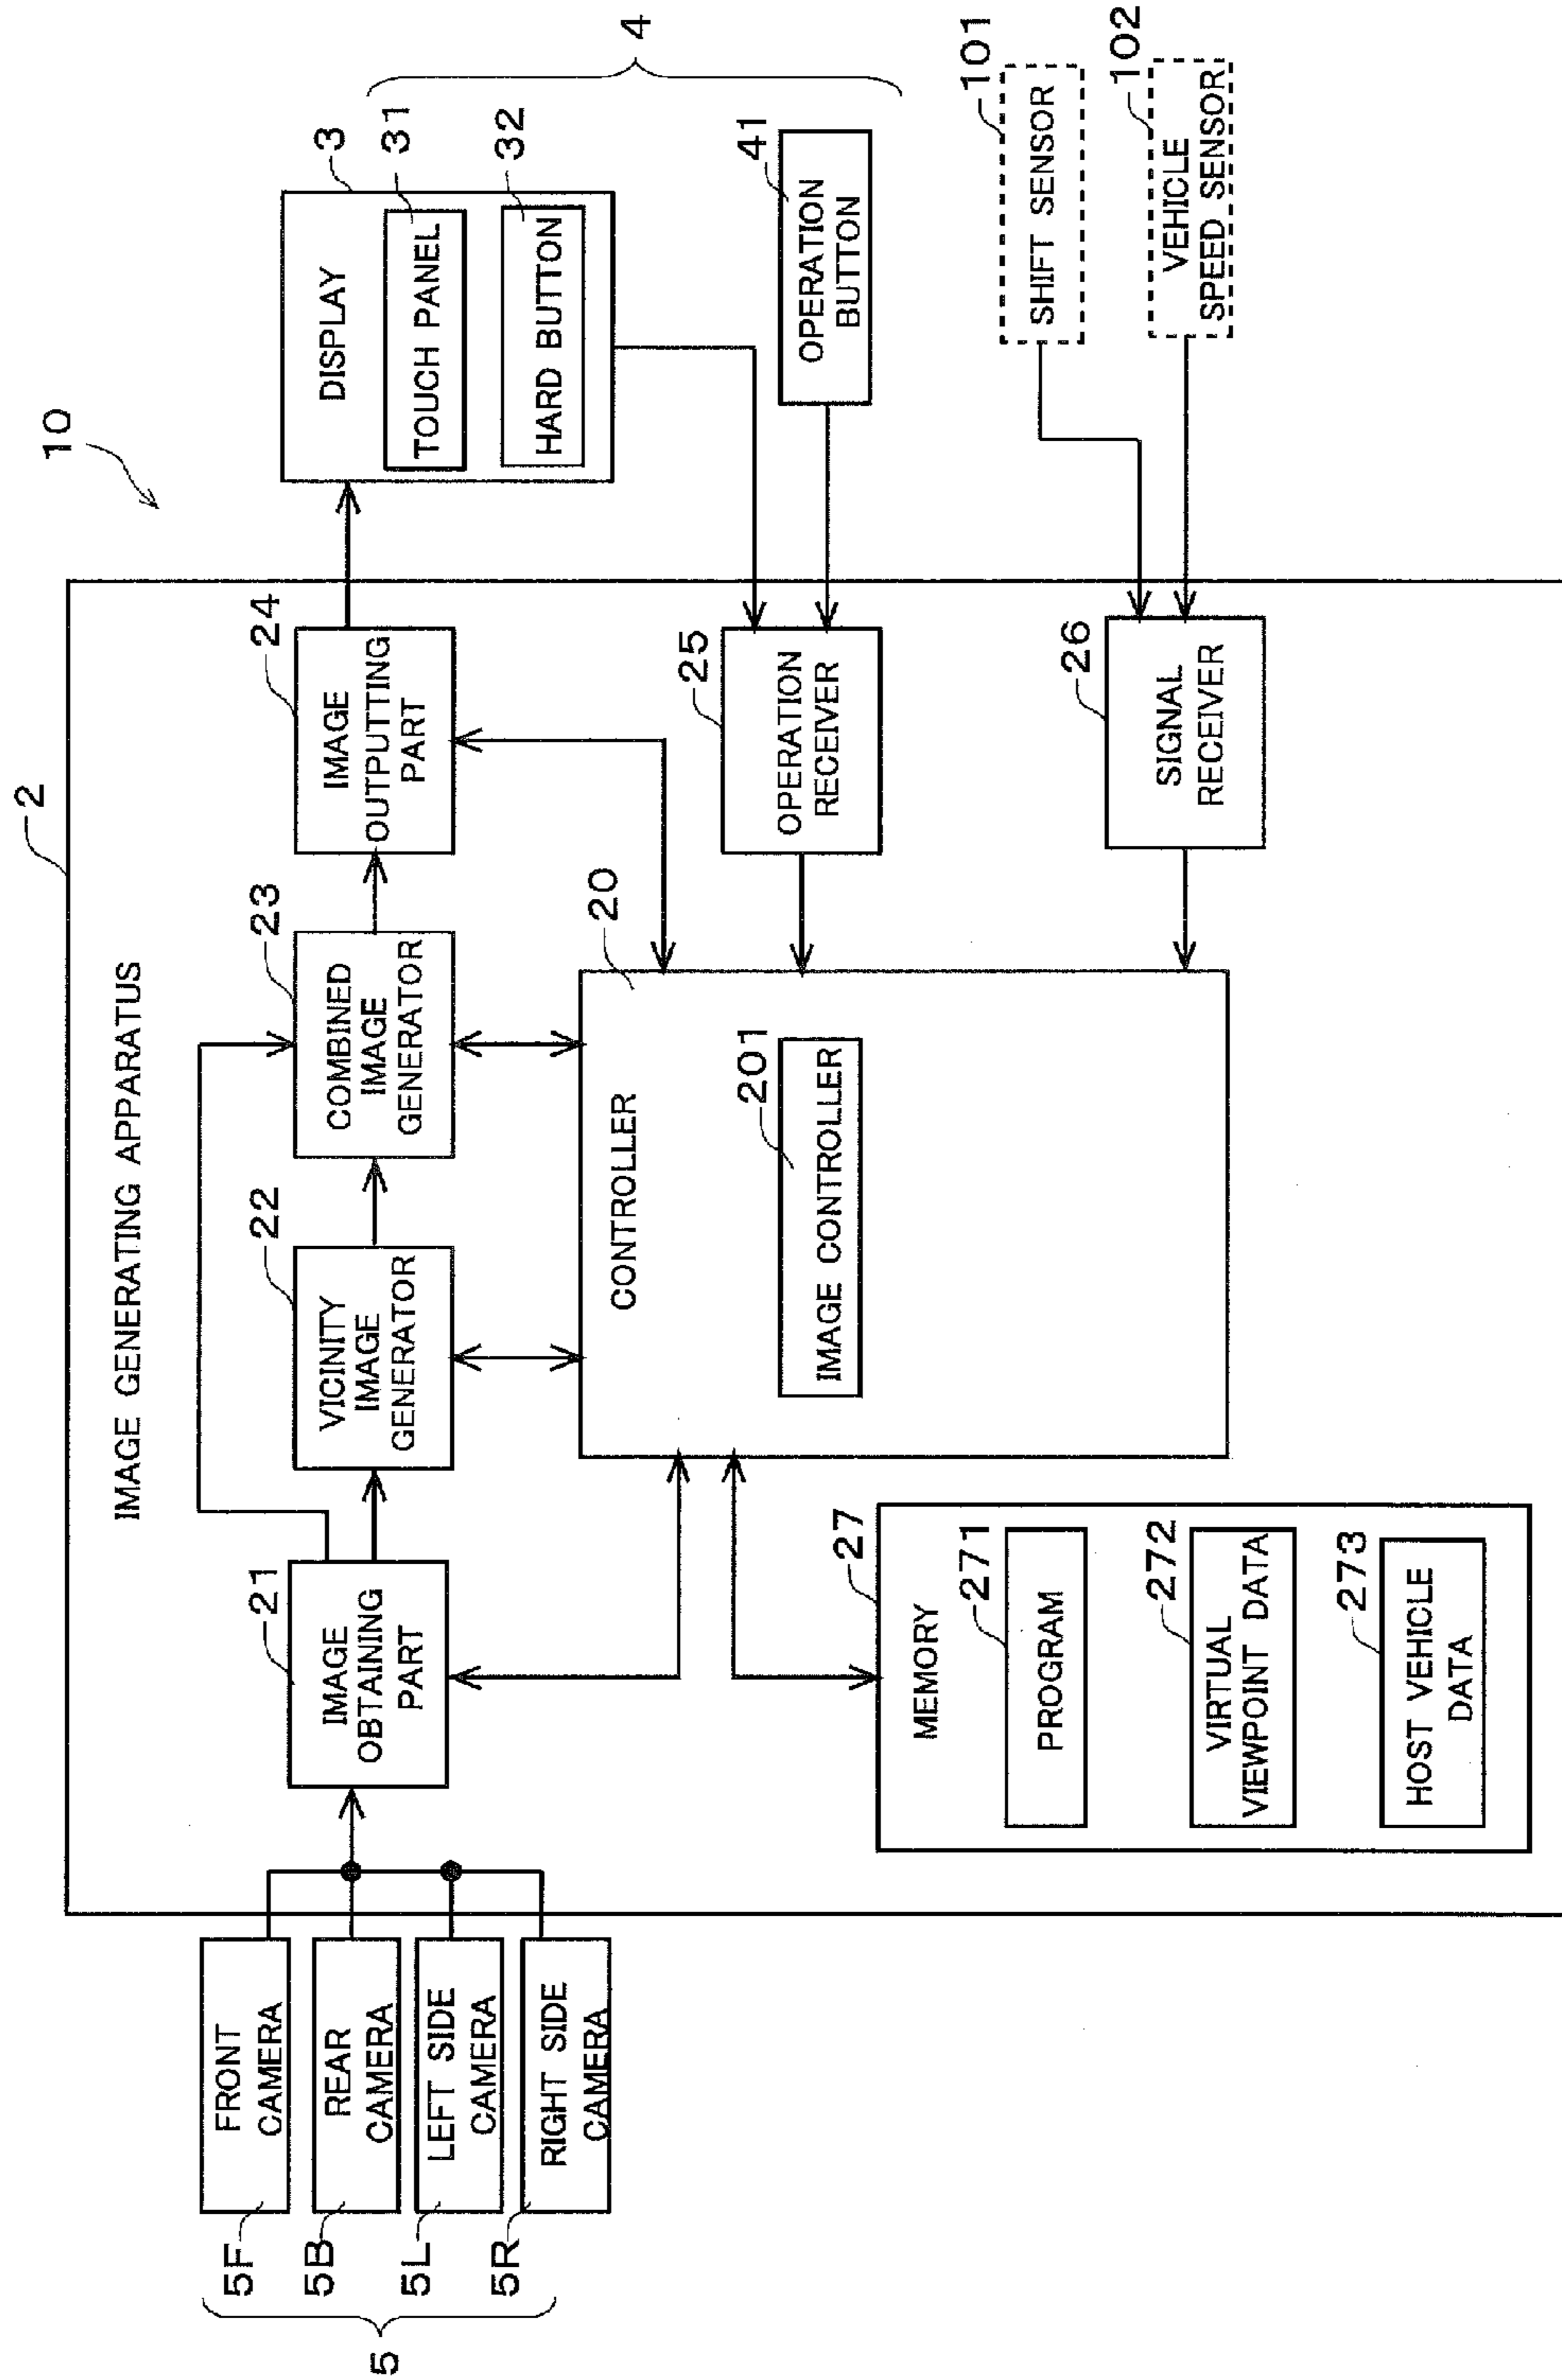 10
2
IMAGE GENERATING APPARATUS
5
5F
FRONT
CAMERA
5B
REAR
CAMERA
5L
LEFT SIDE
CAMERA
5R
RIGHT SIDE
CAMERA
21
IMAGE
OBTAINING
PART
22
VICINITY
IMAGE
GENERATOR
23
COMBINED
IMAGE
GENERATOR
24
IMAGE
OUTPUTTING
PART
3
DISPLAY
31
TOUCH PANEL
32
HARD BUTTON
4
20
CONTROLLER
201
IMAGE CONTROLLER
25
OPERATION
RECEIVER
41
OPERATION
BUTTON
27
MEMORY
271
PROGRAM
272
VIRTUAL
VIEWPOINT DATA
273
HOST VEHICLE
DATA
26
SIGNAL
RECEIVER
101
SHIFT SENSOR
102
VEHICLE
SPEED SENSOR